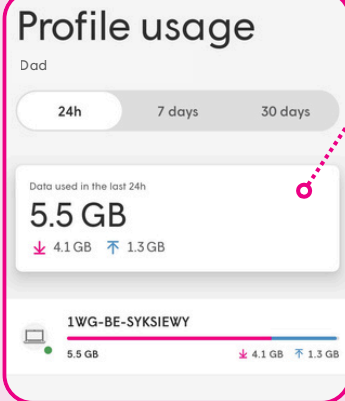 Profile usage
Dad
24h 7 days 30 days
Data used in the last 24h
5.5 GB
4.1 GB 1.3 GB
1WG-BE-SYKSIEWY
5.5 GB 4.1 GB 1.3 GB